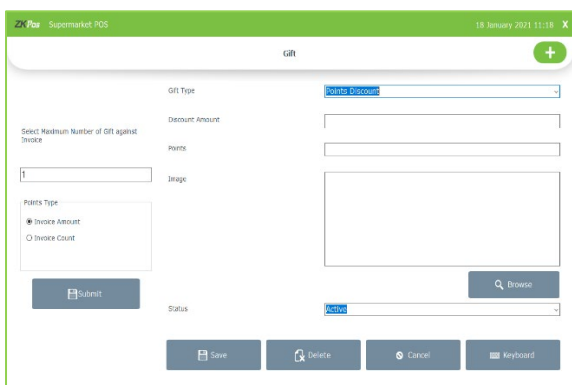 ZKPos Supermarket POS
18 January 2021 11:18 X
Gift
Gift Type
Points Discount
Discount Amount
Select Maximum Number of Gift against
Invoice
Points
1
Image
Points Type
Invoice Amount
Invoice Count
Submit
Browse
Status
Active
Save
Delete
Cancel
Keyboard